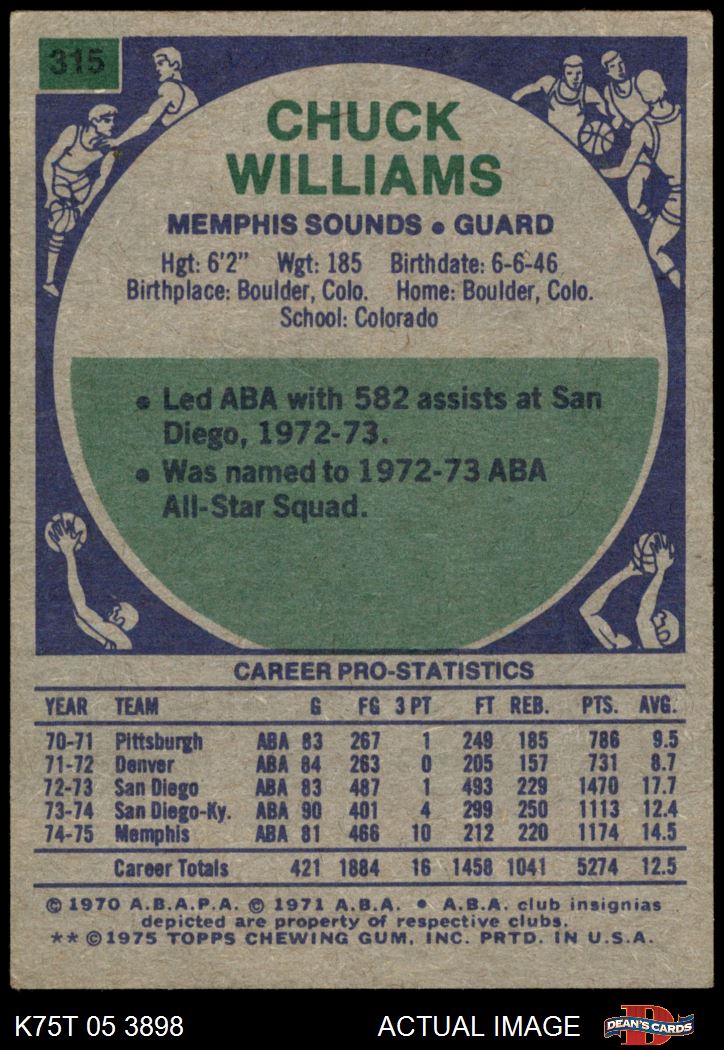 315
CHUCK
WILLIAMS
MEMPHIS SOUNDS • GUARD
Hgt: 6'2" Wgt: 185 Birthdate: 6-6-46
Birthplace: Boulder, Colo. Home: Boulder, Colo.
School: Colorado
• Led ABA with 582 assists at San
Diego, 1972-73.
• Was named to 1972-73 ABA
All-Star Squad.
CAREER PRO-STATISTICS
YEAR TEAM G FG 3 PT FT REB. PTS. AVG.
70-71 Pittsburgh ABA 83 267 1 249 185 786 9.5
71-72 Denver ABA 84 263 0 205 157 731 8.7
72-73 San Diego ABA 83 487 1 493 229 1470 17.7
73-74 San Diego-Ky. ABA 90 401 4 299 250 1113 12.4
74-75 Memphis ABA 81 466 10 212 220 1174 14.5
Career Totals 421 1884 16 1458 1041 5274 12.5
© 1970 A.B.A.P.A. © 1971 A.B.A. • A.B.A. club insignias
depicted are property of respective clubs.
** © 1975 TOPPS CHEWING GUM, INC. PRTD. IN U.S.A.
K75T 05 3898 ACTUAL IMAGE D DEAN'S CARDS